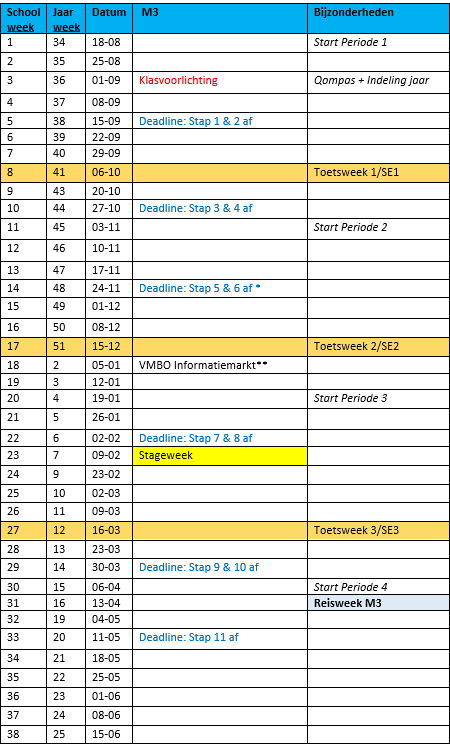 School week Jaar week Datum M3 Bijzonderheden
1 34 18-08 Start Periode 1
2 35 25-08
3 36 01-09 Klasvoorlichting Qompas + Indeling jaar
4 37 08-09
5 38 15-09 Deadline: Stap 1 & 2 af
6 39 22-09
7 40 29-09
8 41 06-10 Toetsweek 1/SE1
9 43 20-10
10 44 27-10 Deadline: Stap 3 & 4 af
11 45 03-11 Start Periode 2
12 46 10-11
13 47 17-11
14 48 24-11 Deadline: Stap 5 & 6 af *
15 49 01-12
16 50 08-12
17 51 15-12 Toetsweek 2/SE2
18 2 05-01 VMBO Informatiemarkt**
19 3 12-01
20 4 19-01 Start Periode 3
21 5 26-01
22 6 02-02 Deadline: Stap 7 & 8 af
23 7 09-02 Stageweek
24 9 23-02
25 10 02-03
26 11 09-03
27 12 16-03 Toetsweek 3/SE3
28 13 23-03
29 14 30-03 Deadline: Stap 9 & 10 af
30 15 06-04 Start Periode 4
31 16 13-04 Reisweek M3
32 19 04-05
33 20 11-05 Deadline: Stap 11 af
34 21 18-05
35 22 25-05
36 23 01-06
37 24 08-06
38 25 15-06